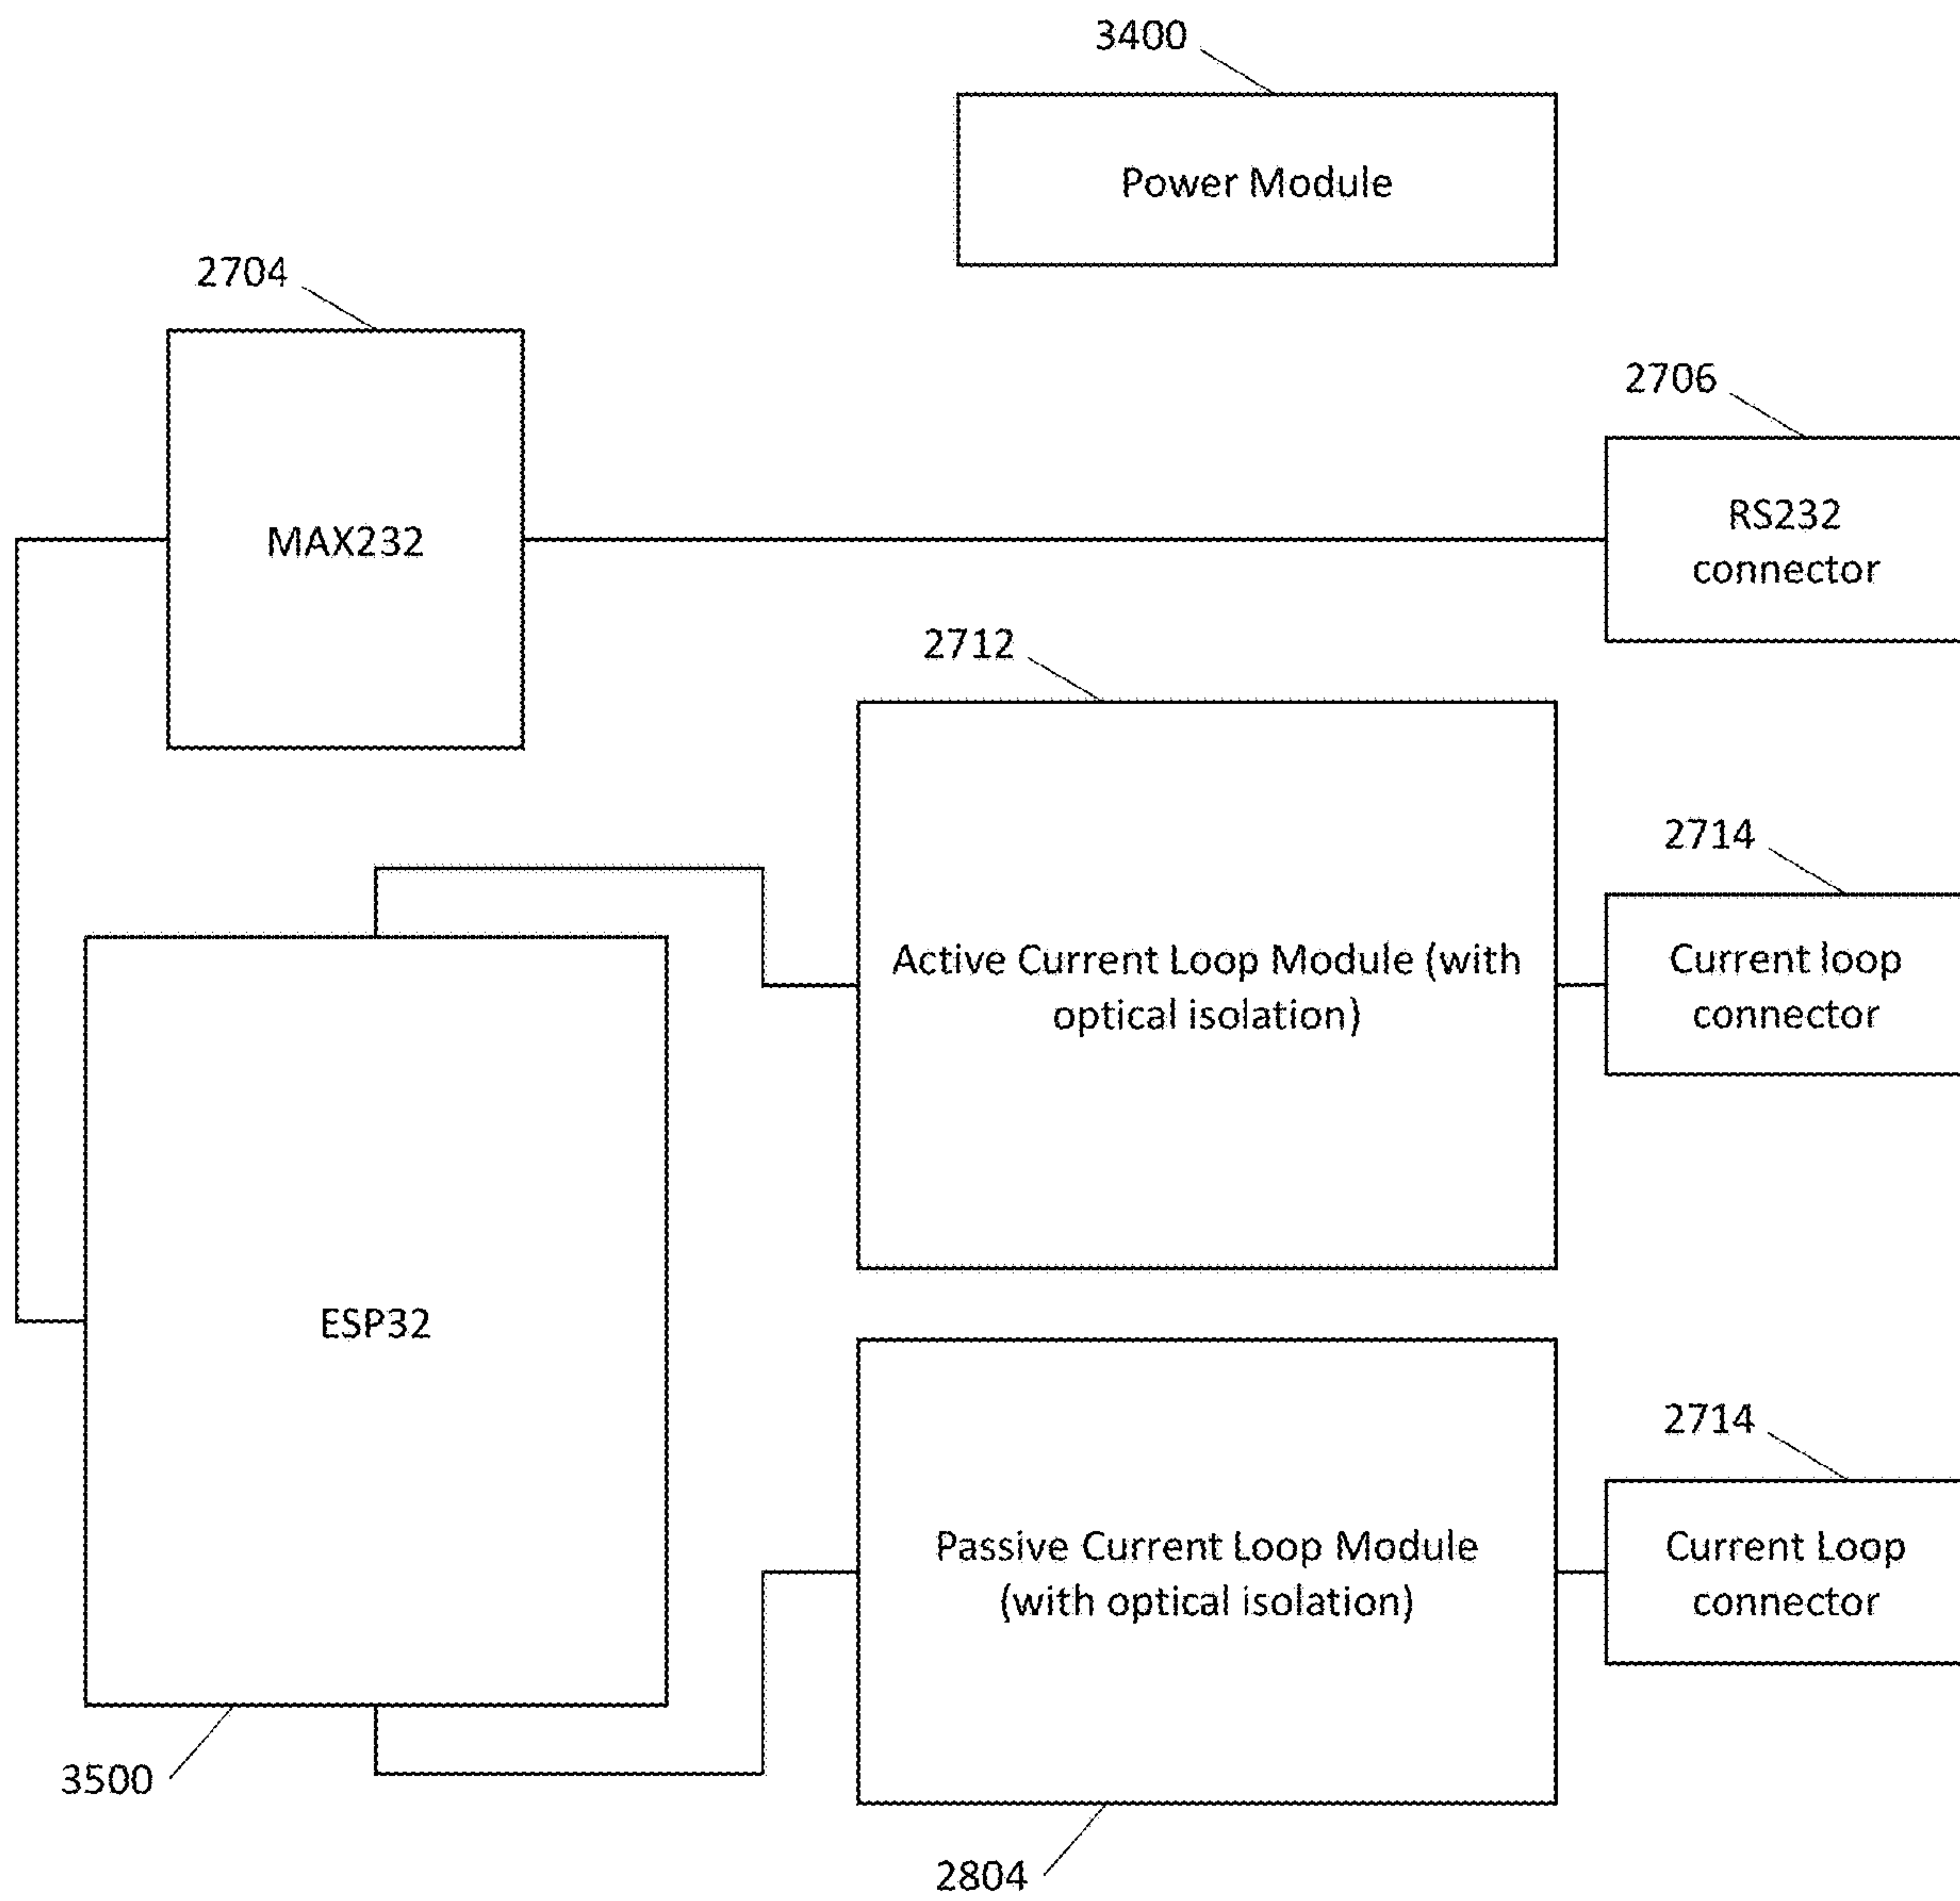 3400
Power Module
2704
2706
MAX232
RS232
connector
2712
2714
Active Current Loop Module (with
optical isolation)
Current loop
connector
ESP32
2714
Passive Current Loop Module
(with optical isolation)
Current Loop
connector
3500
2804